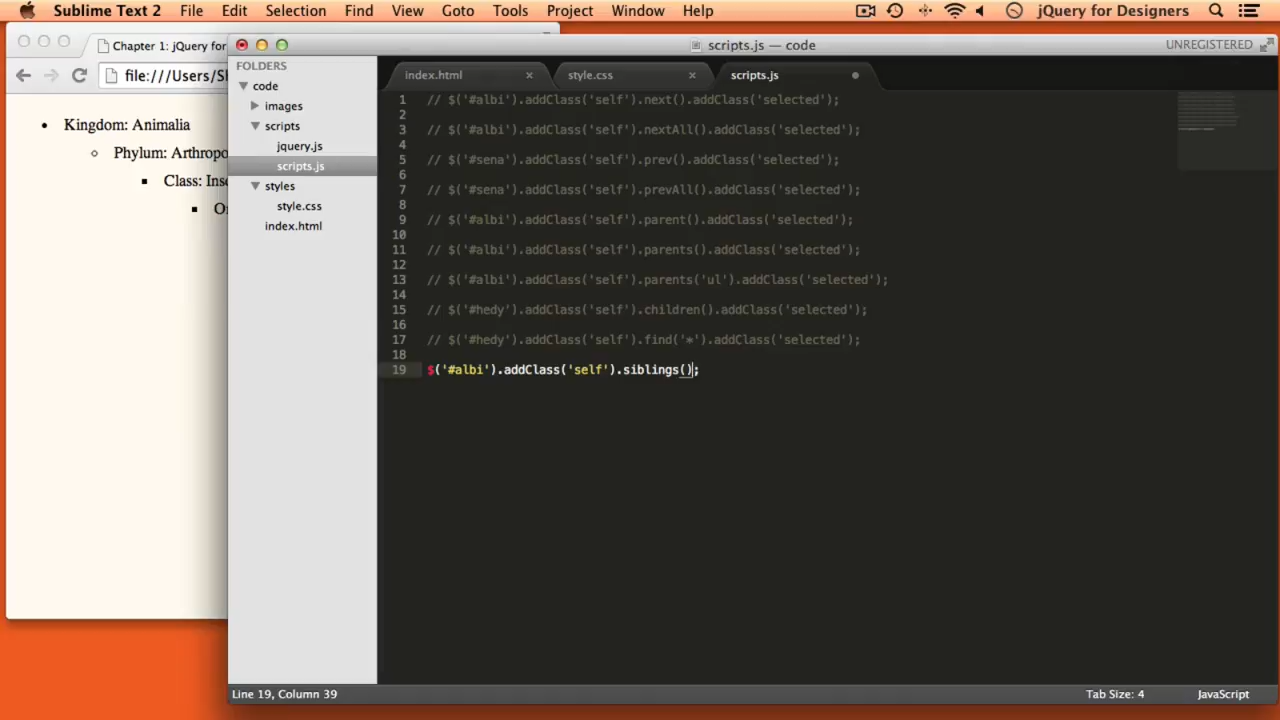 Sublime Text 2 File Edit Selection Find View Goto Tools Project Window Help jQuery for Designers
Chapter 1: jQuery for
file:///Users/Sh
Kingdom: Animalia
Phylum: Arthropo
Class: Inse
scripts.js — code
UNREGISTERED
FOLDERS
code
images
scripts
jquery.js
scripts.js
styles
style.css
index.html
index.html style.css scripts.js
1 // $('#albi').addClass('self').next().addClass('selected');
2
3 // $('#albi').addClass('self').nextAll().addClass('selected');
4
5 // $('#sena').addClass('self').prev().addClass('selected');
6
7 // $('#sena').addClass('self').prevAll().addClass('selected');
8
9 // $('#albi').addClass('self').parent().addClass('selected');
10
11 // $('#albi').addClass('self').parents().addClass('selected');
12
13 // $('#albi').addClass('self').parents('ul').addClass('selected');
14
15 // $('#hedy').addClass('self').children().addClass('selected');
16
17 // $('#hedy').addClass('self').find('*').addClass('selected');
18
19 $('#albi').addClass('self').siblings();
Line 19, Column 39
Tab Size: 4
JavaScript